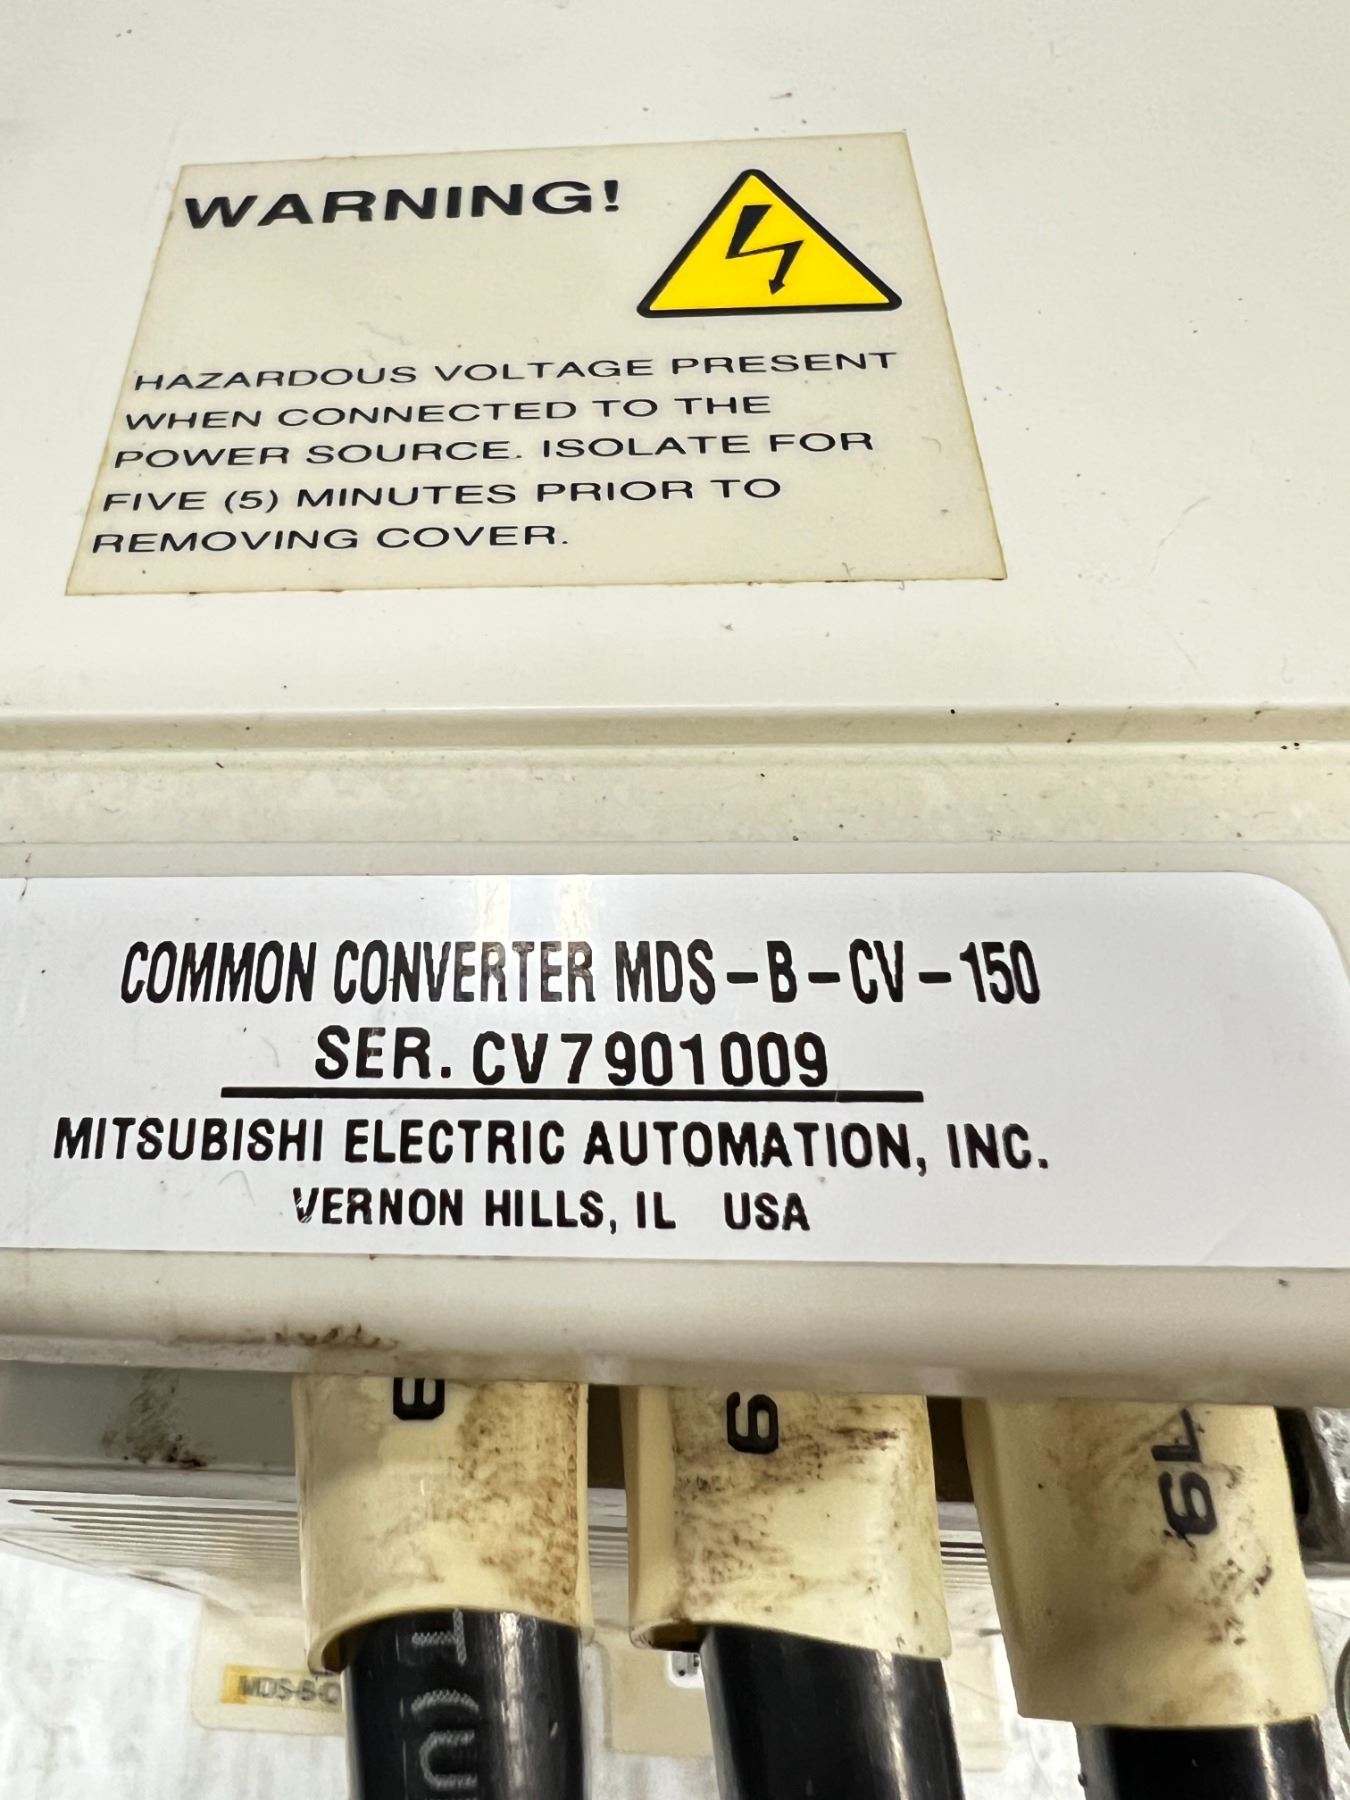 WARNING!
HAZARDOUS VOLTAGE PRESENT
WHEN CONNECTED TO THE
POWER SOURCE. ISOLATE FOR
FIVE (5) MINUTES PRIOR TO
REMOVING COVER.
COMMON CONVERTER MDS-B-CV-150
SER. CV7901009
MITSUBISHI ELECTRIC AUTOMATION, INC.
VERNON HILLS, IL USA
MDS-B-C